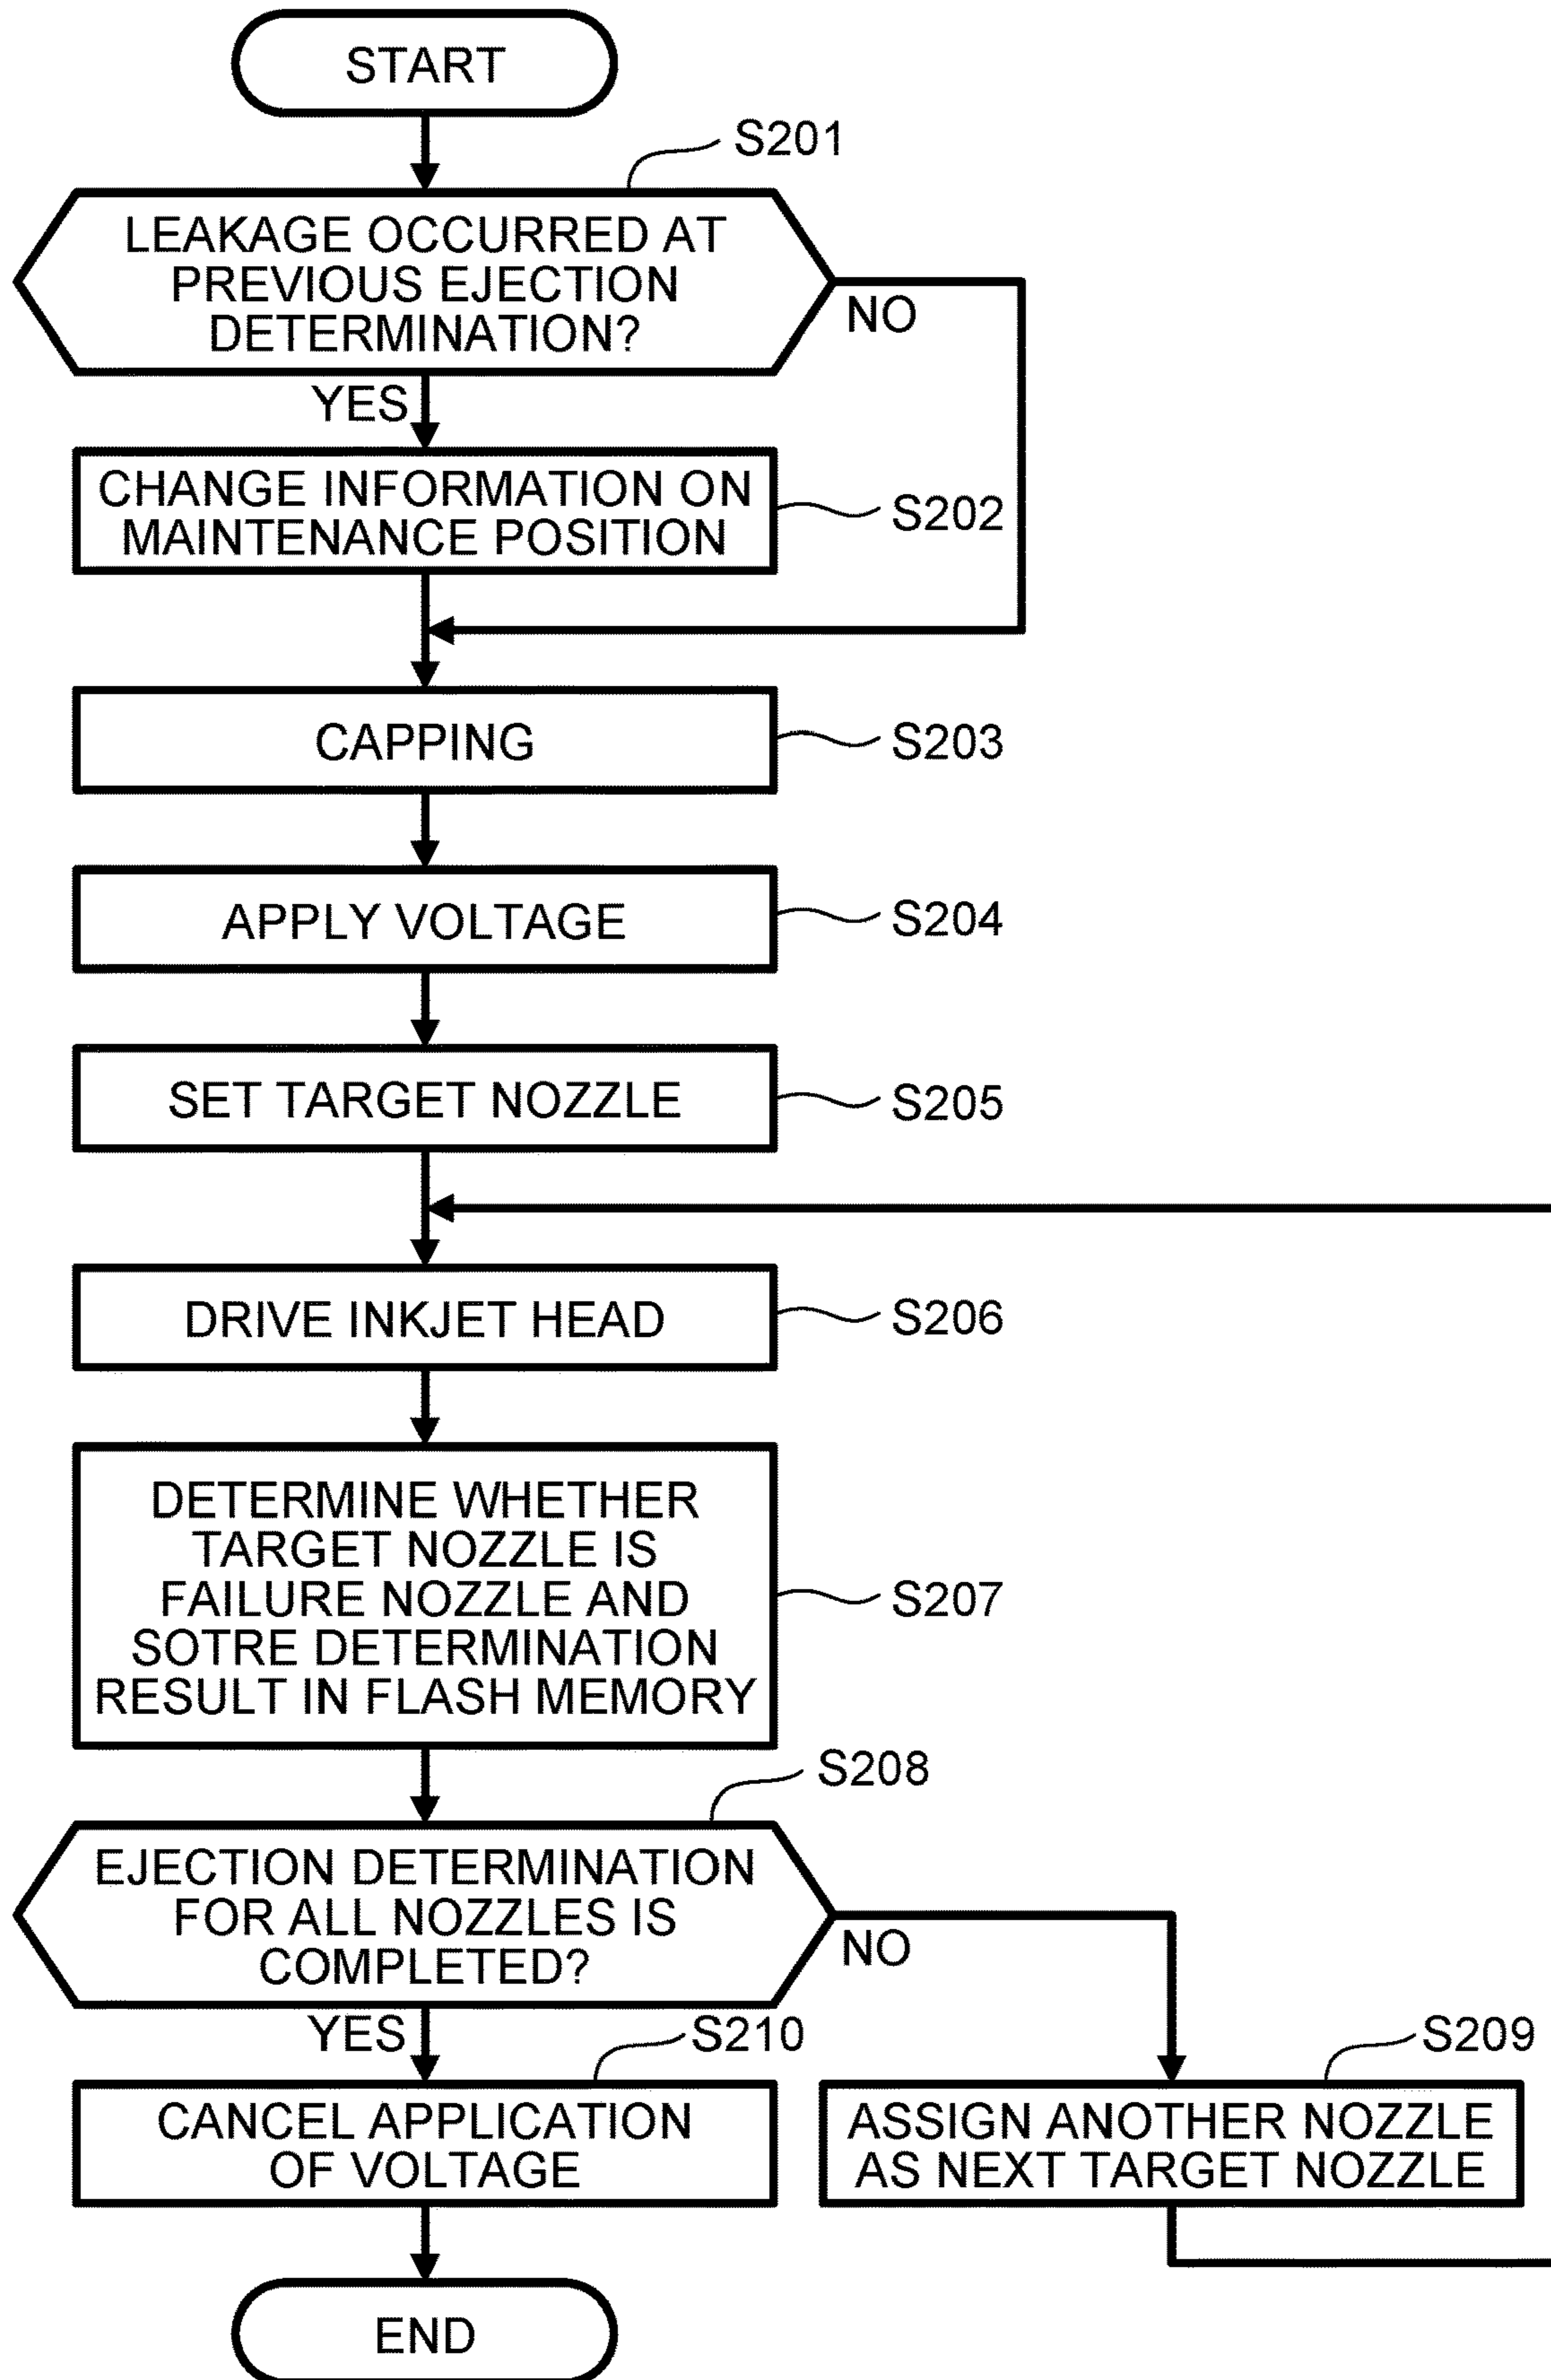 START
S201
LEAKAGE OCCURRED AT
PREVIOUS EJECTION
DETERMINATION?
NO
YES
CHANGE INFORMATION ON
MAINTENANCE POSITION
S202
CAPPING
S203
APPLY VOLTAGE
S204
SET TARGET NOZZLE
S205
DRIVE INKJET HEAD
S206
DETERMINE WHETHER
TARGET NOZZLE IS
FAILURE NOZZLE AND
SOTRE DETERMINATION
RESULT IN FLASH MEMORY
S207
S208
EJECTION DETERMINATION
FOR ALL NOZZLES IS
COMPLETED?
NO
YES
S210
S209
CANCEL APPLICATION
OF VOLTAGE
ASSIGN ANOTHER NOZZLE
AS NEXT TARGET NOZZLE
END